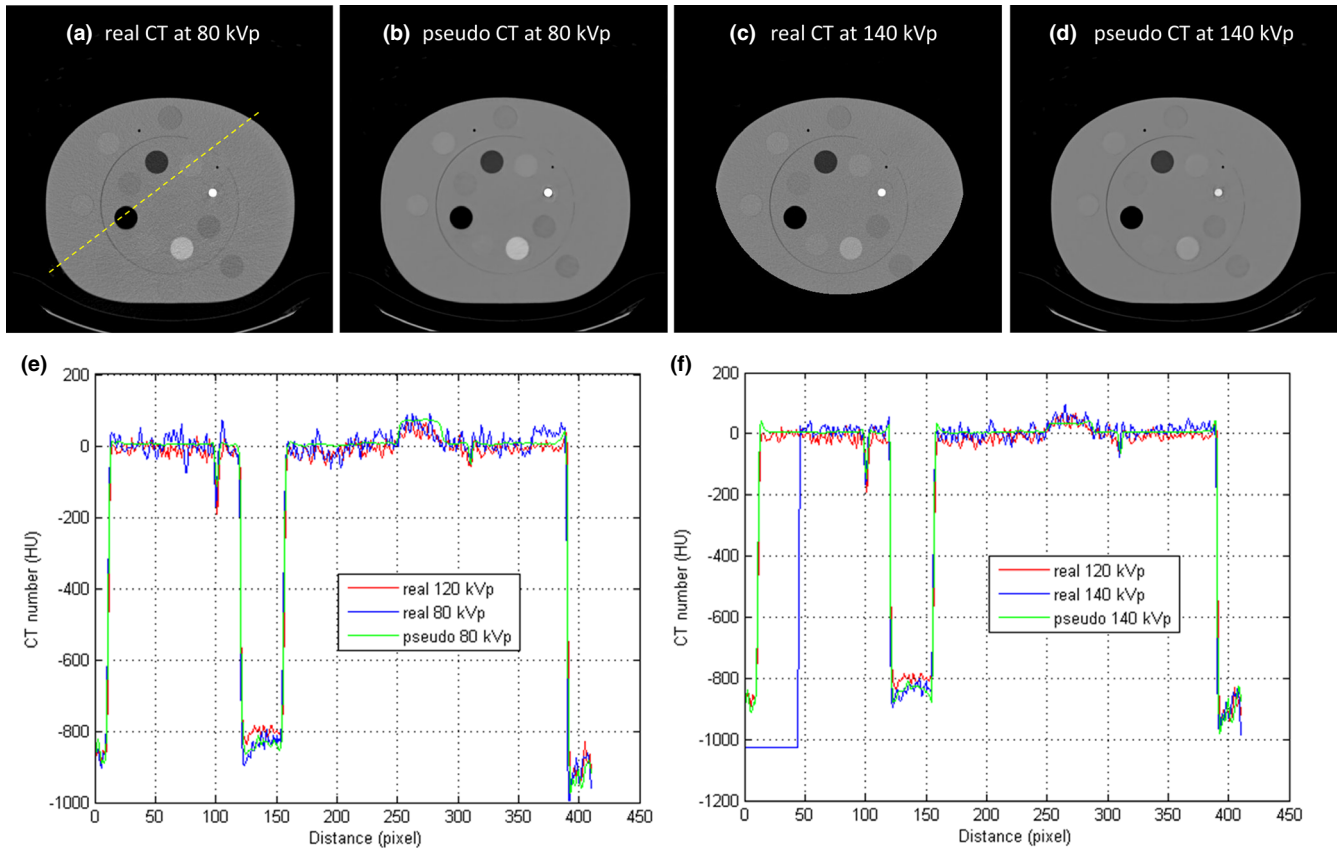 (a) real CT at 80 kVp
(b) pseudo CT at 80 kVp
(c) real CT at 140 kVp
(d) pseudo CT at 140 kVp
(e)
200
0
-200
-400
-600
-800
-1000
CT number (HU)
0 50 100 150 200 250 300 350 400 450
Distance (pixel)
real 120 kVp
real 80 kVp
pseudo 80 kVp
(f)
200
0
-200
-400
-600
-800
-1000
-1200
CT number (HU)
0 50 100 150 200 250 300 350 400 450
Distance (pixel)
real 120 kVp
real 140 kVp
pseudo 140 kVp